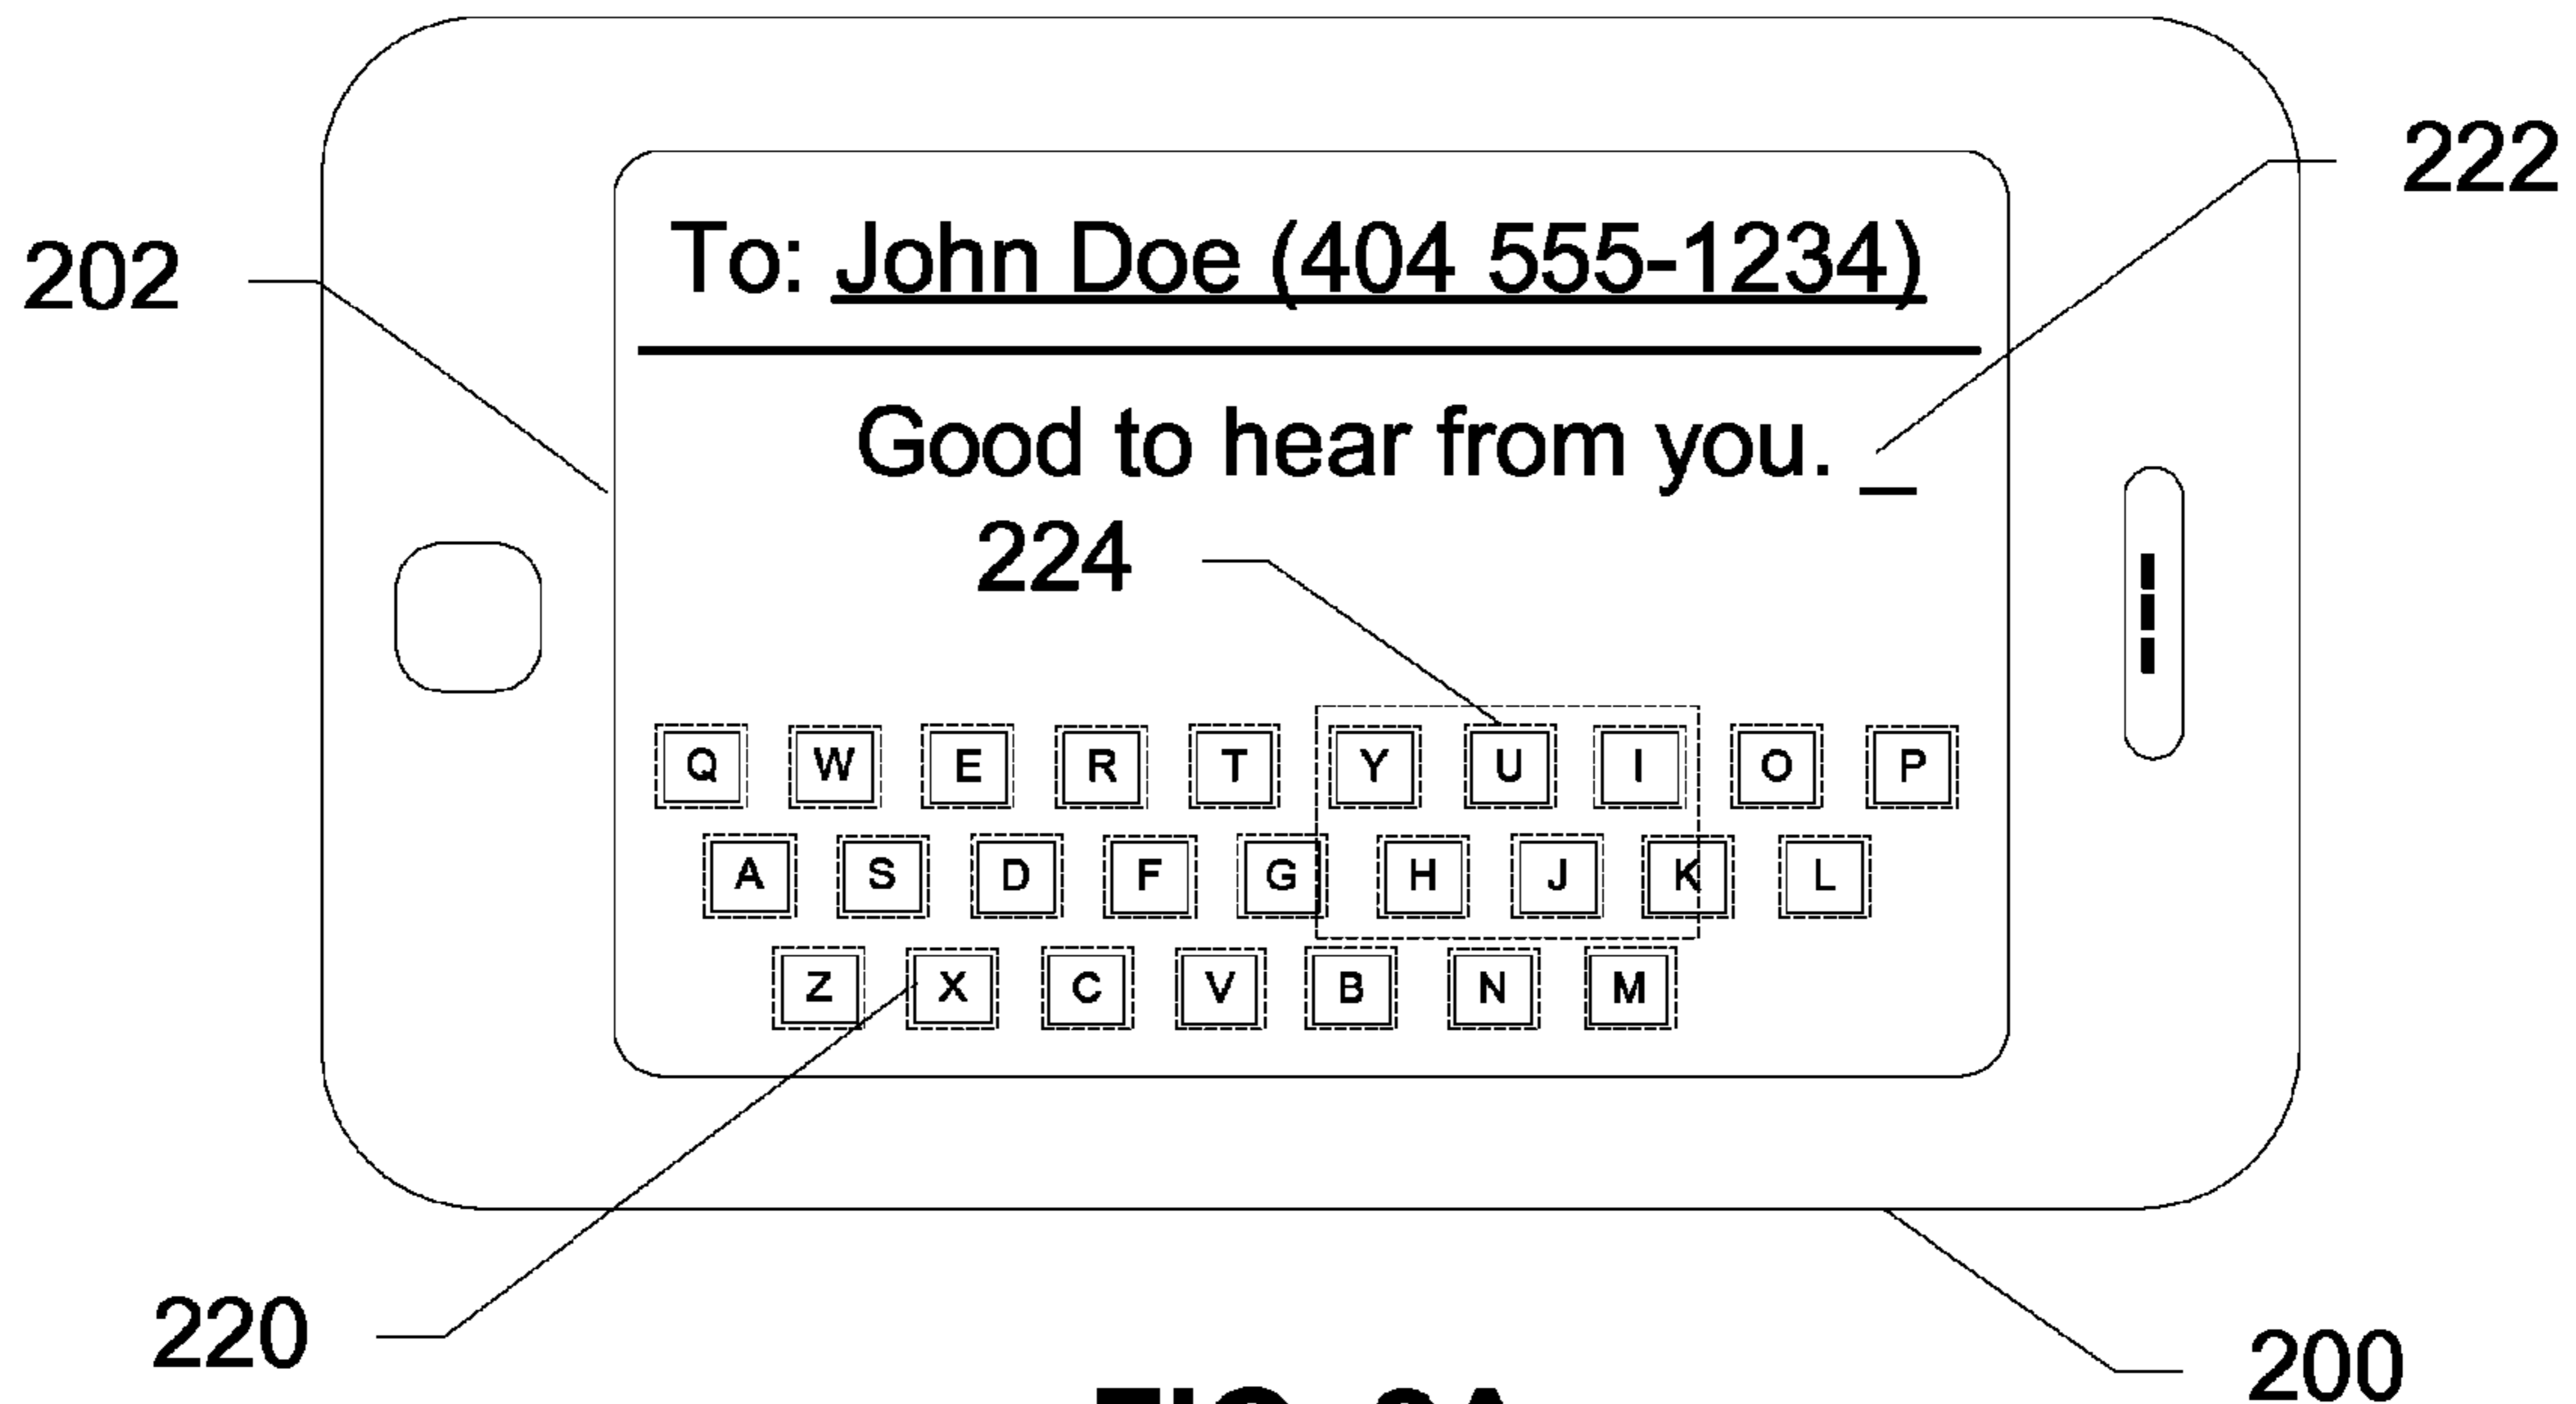 222
To: John Doe (404 555-1234)
202
Good to hear from you. _
224
Q W E R T Y U I O P
A S D F G H J K L
Z X C V B N M
220
200